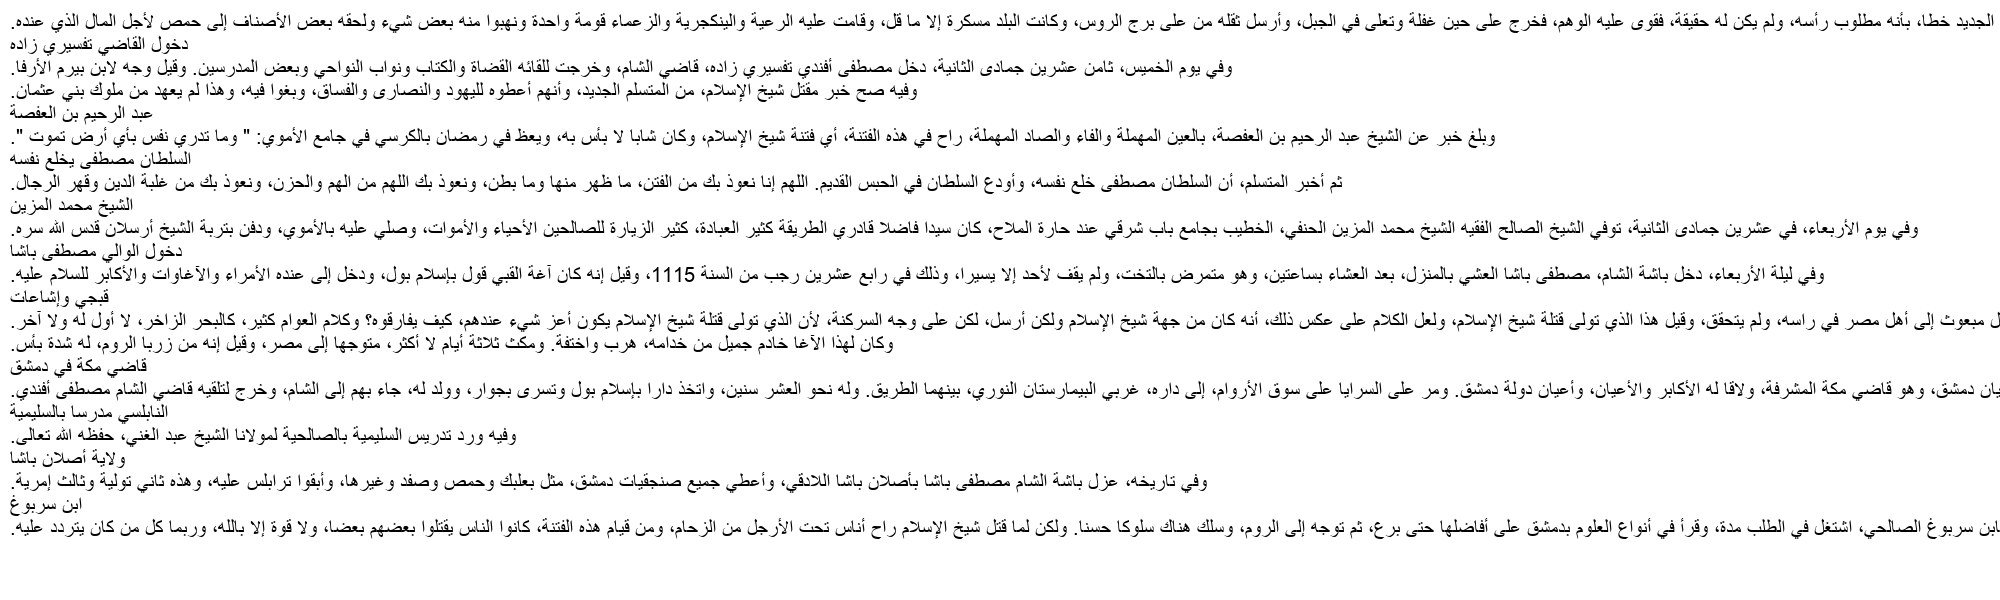 الجديد خطا، بأنه مطلوب رأسه، ولم يكن له حقيقة، فقوى عليه الوهم، فخرج على حين غفلة وتعلى في الجبل، وأرسل ثقله من على برج الروس، وكانت البلد مسكرة إلا ما قل، وقامت عليه الرعية والينكجرية والزعماء قومة واحدة ونهبوا منه بعض شيء ولحقه بعض الأصناف إلى حمص لأجل المال الذي عنده.
دخول القاضي تفسيري زاده
وفي يوم الخميس، ثامن عشرين جمادى الثانية، دخل مصطفى أفندي تفسيري زاده، قاضي الشام، وخرجت للقائه القضاة والكتاب ونواب النواحي وبعض المدرسين. وقيل وجه لابن بيرم الأرفا.
وفيه صح خبر مقتل شيخ الإسلام، من المتسلم الجديد، وأنهم أعطوه لليهود والنصارى والفساق، وبغوا فيه، وهذا لم يعهد من ملوك بني عثمان.
عبد الرحيم بن العفصة
وبلغ خبر عن الشيخ عبد الرحيم بن العفصة، بالعين المهملة والفاء والصاد المهملة، راح في هذه الفتنة، أي فتنة شيخ الإسلام، وكان شابا لا بأس به، ويعظ في رمضان بالكرسي في جامع الأموي: " وما تدري نفس بأي أرض تموت ".
السلطان مصطفى يخلع نفسه
ثم أخبر المتسلم، أن السلطان مصطفى خلع نفسه، وأودع السلطان في الحبس القديم. اللهم إنا نعوذ بك من الفتن، ما ظهر منها وما بطن، ونعوذ بك اللهم من الهم والحزن، ونعوذ بك من غلبة الدين وقهر الرجال.
الشيخ محمد المزين
وفي يوم الأربعاء، في عشرين جمادى الثانية، توفي الشيخ الصالح الفقيه الشيخ محمد المزين الحنفي، الخطيب بجامع باب شرقي عند حارة الملاح، كان سيدا فاضلا قادري الطريقة كثير العبادة، كثير الزيارة للصالحين الأحياء والأموات، وصلي عليه بالأموي، ودفن بتربة الشيخ أرسلان قدس الله سره.
دخول الوالي مصطفى باشا
وفي ليلة الأربعاء، دخل باشة الشام، مصطفى باشا العشي بالمنزل، بعد العشاء بساعتين، وهو متمرض بالتخت، ولم يقف لأحد إلا يسيرا، وذلك في رابع عشرين رجب من السنة 1115، وقيل إنه كان آغة القبي قول بإسلام بول، ودخل إلى عنده الأمراء والآغاوات والأكابر للسلام عليه.
قبجي وإشاعات
مبعوث إلى أهل مصر في راسه، ولم يتحقق، وقيل هذا الذي تولى قتلة شيخ الإسلام، ولعل الكلام على عكس ذلك، أنه كان من جهة شيخ الإسلام ولكن أرسل، لكن على وجه السركنة، لأن الذي تولى قتلة شيخ الإسلام يكون أعز شيء عندهم، كيف يفارقوه؟ وكلام العوام كثير، كالبحر الزاخر، لا أول له ولا آخر.
وكان لهذا الآغا خادم جميل من خدامه، هرب واختفة. ومكث ثلاثة أيام لا أكثر، متوجها إلى مصر، وقيل إنه من زربا الروم، له شدة بأس.
قاضي مكة في دمشق
دمشق، وهو قاضي مكة المشرفة، ولاقا له الأكابر والأعيان، وأعيان دولة دمشق. ومر على السرايا على سوق الأروام، إلى داره، غربي البيمارستان النوري، بينهما الطريق. وله نحو العشر سنين، واتخذ دارا بإسلام بول وتسرى بجوار، وولد له، جاء بهم إلى الشام، وخرج لتلقيه قاضي الشام مصطفى أفندي.
النابلسي مدرسا بالسليمية
وفيه ورد تدريس السليمية بالصالحية لمولانا الشيخ عبد الغني، حفظه الله تعالى.
ولاية أصلان باشا
وفي تاريخه، عزل باشة الشام مصطفى باشا بأصلان باشا اللادقي، وأعطي جميع صنجقيات دمشق، مثل بعلبك وحمص وصفد وغيرها، وأبقوا ترابلس عليه، وهذه ثاني تولية وثالث إمرية.
ابن سربوغ
سربوغ الصالحي، اشتغل في الطلب مدة، وقرأ في أنواع العلوم بدمشق على أفاضلها حتى برع، ثم توجه إلى الروم، وسلك هناك سلوكا حسنا. ولكن لما قتل شيخ الإسلام راح أناس تحت الأرجل من الزحام، ومن قيام هذه الفتنة، كانوا الناس يقتلوا بعضهم بعضا، ولا قوة إلا بالله، وربما كل من كان يتردد عليه.